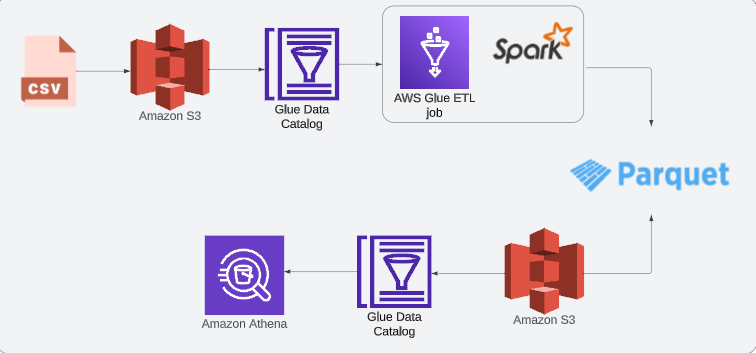 CSV
Amazon S3
Glue Data
Catalog
AWS Glue ETL
job
Spark
Parquet
Amazon Athena
Glue Data
Catalog
Amazon S3